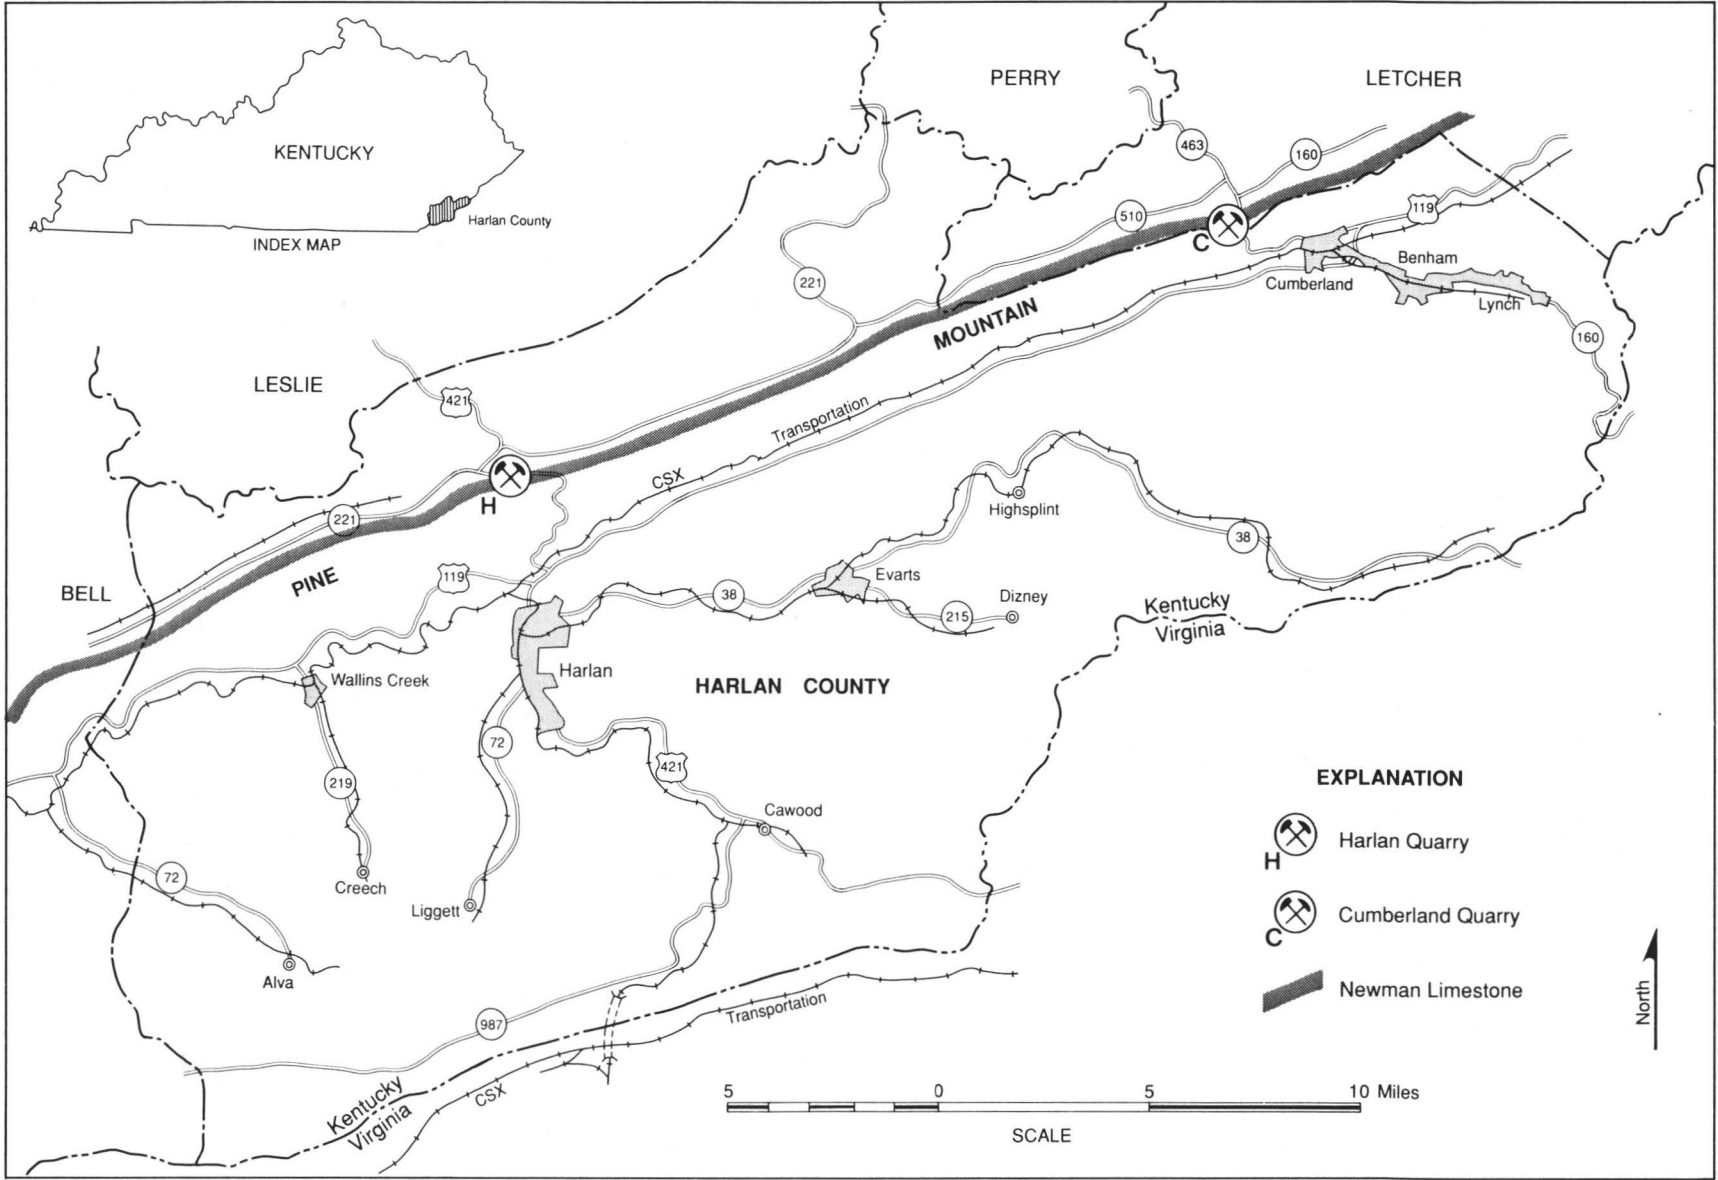 PERRY
LETCHER
KENTUCKY
Harlan County
INDEX MAP
463
160
510
119
C
Benham
Cumberland
Lynch
221
MOUNTAIN
160
LESLIE
421
Transportation
CSX
H
Highsplint
221
38
PINE
119
BELL
Evarts
38
Dizney
215
Kentucky
Virginia
Harlan
Wallins Creek
HARLAN COUNTY
72
421
219
EXPLANATION
Cawood
H
Harlan Quarry
72
Creech
Liggett
C
Cumberland Quarry
Alva
Newman Limestone
North
987
Transportation
CSX
Kentucky
Virginia
5 0 5 10 Miles
SCALE